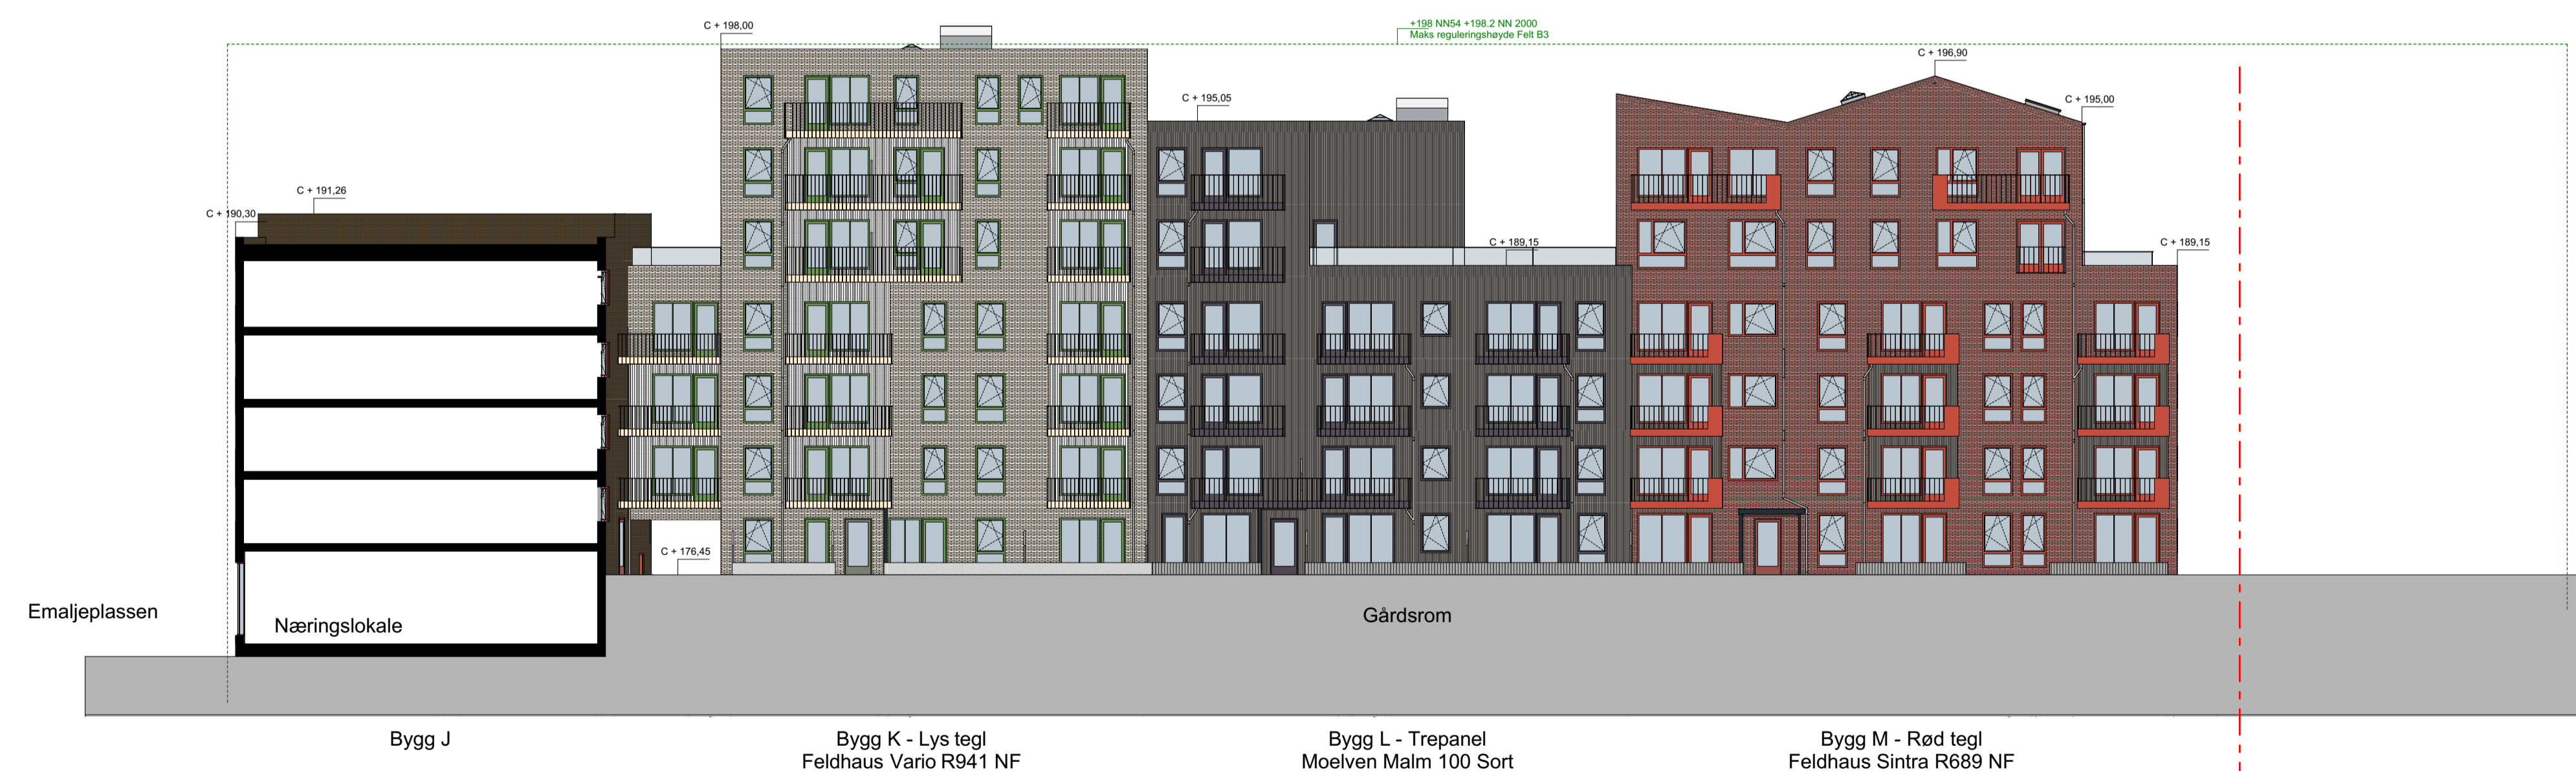 +198 NN54 +198.2 NN 2000
Maks reguleringshøyde Felt B3
C + 198,00
C + 196,90
C + 195,05
C + 195,00
C + 191,26
C + 190,30
C + 189,15
C + 189,15
C + 176,45
Emaljeplassen
Næringslokale
Gårdsrom
Bygg J
Bygg K - Lys tegl
Feldhaus Vario R941 NF
Bygg L - Trepanel
Moelven Malm 100 Sort
Bygg M - Rød tegl
Feldhaus Sintra R689 NF